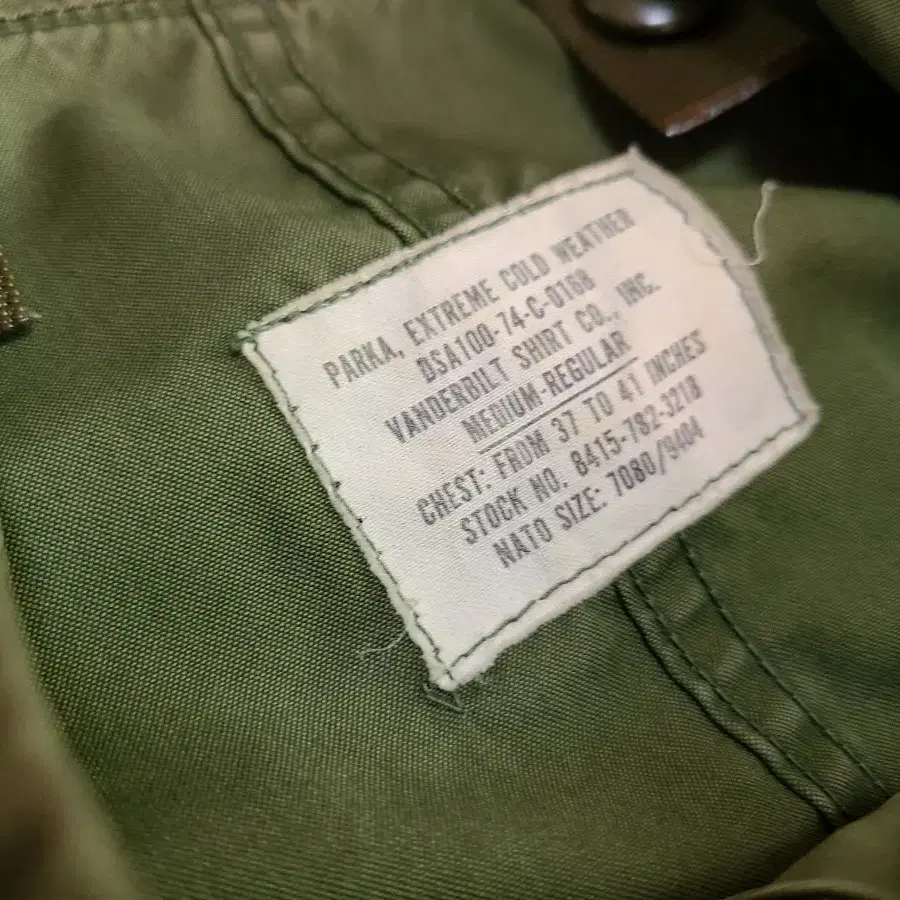 PARKA, EXTREME COLD WEATHER
DSA100-74-C-0168
VANDERBILT SHIRT CO., INC.
MEDIUM-REGULAR
CHEST: FROM 37 TO 41 INCHES
STOCK NO. 8415-782-3218
NATO SIZE: 7080/9404